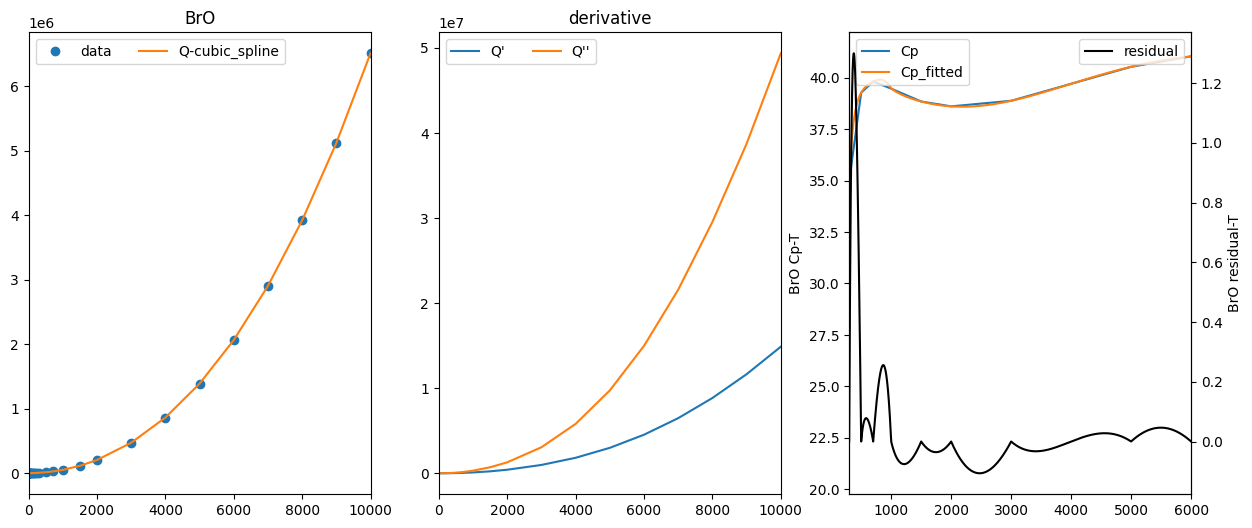 BrO
1e6
data
Q-cubic_spline
6
5
4
3
2
1
0
0 2000 4000 6000 8000 10000
derivative
1e7
Q'
Q''
5
4
3
2
1
0
0 2000 4000 6000 8000 10000
Cp
Cp_fitted
residual
BrO Cp-T
40.0
37.5
35.0
32.5
30.0
27.5
25.0
22.5
20.0
1000 2000 3000 4000 5000 6000
1.2
1.0
0.8
0.6
0.4
0.2
0.0
BrO residual-T